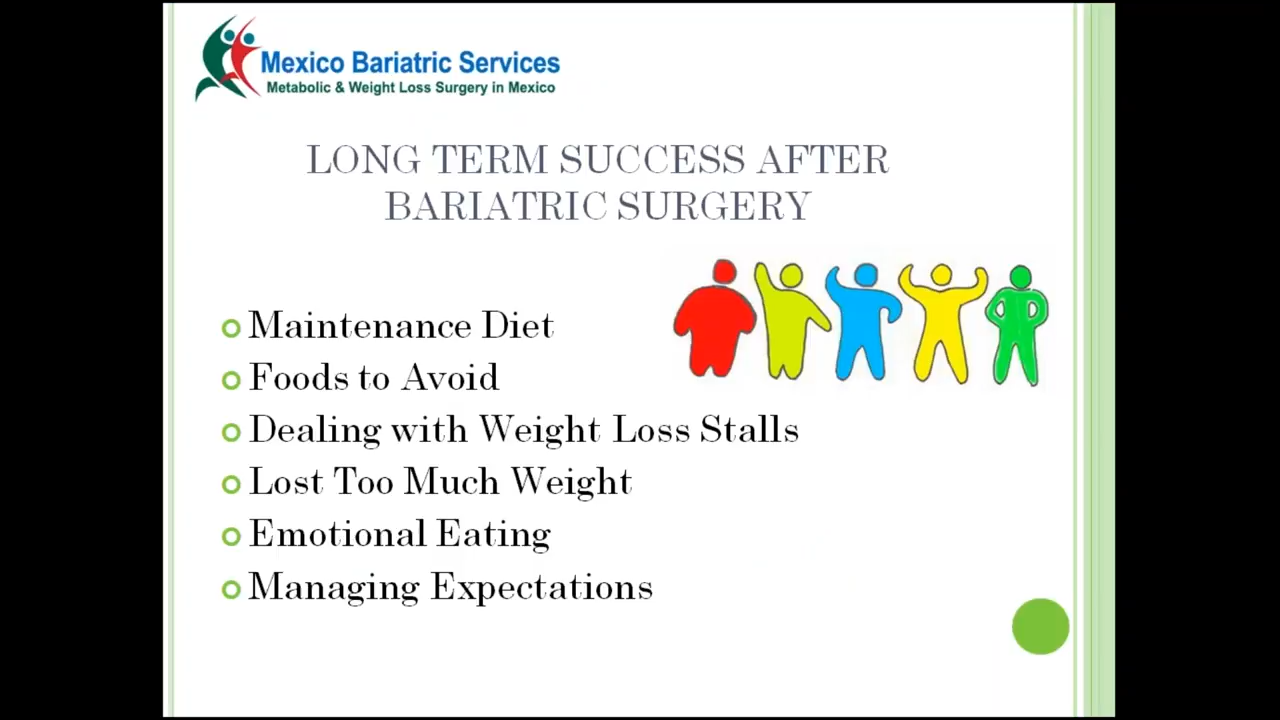 Mexico Bariatric Services
Metabolic & Weight Loss Surgery in Mexico
LONG TERM SUCCESS AFTER
BARIATRIC SURGERY
Maintenance Diet
Foods to Avoid
Dealing with Weight Loss Stalls
Lost Too Much Weight
Emotional Eating
Managing Expectations